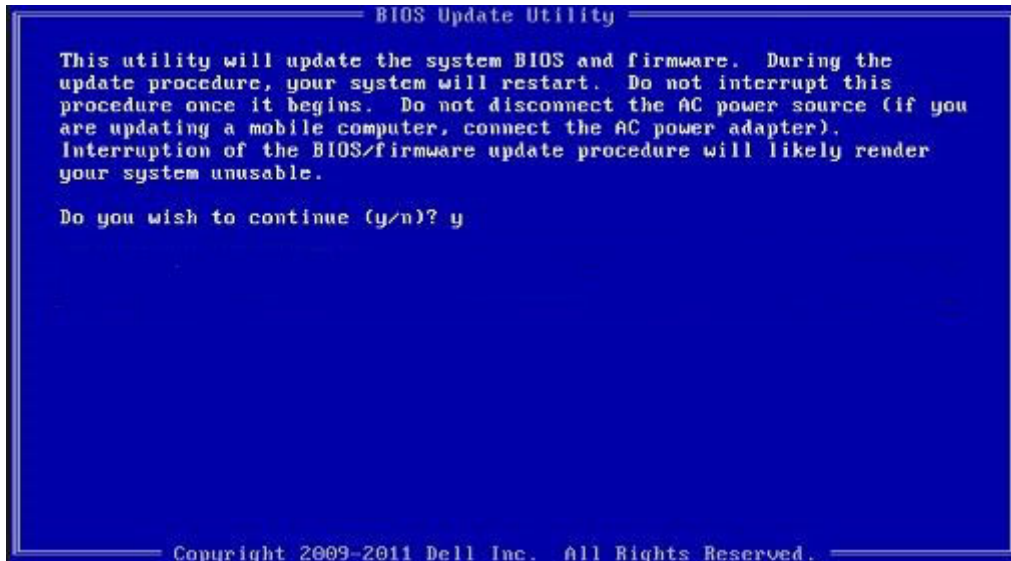 BIOS Update Utility
This utility will update the system BIOS and firmware.  During the
update procedure, your system will restart.  Do not interrupt this
procedure once it begins.  Do not disconnect the AC power source (if you
are updating a mobile computer, connect the AC power adapter).
Interruption of the BIOS/firmware update procedure will likely render
your system unusable.
Do you wish to continue (y/n)? y
Copyright 2009-2011 Dell Inc.  All Rights Reserved.